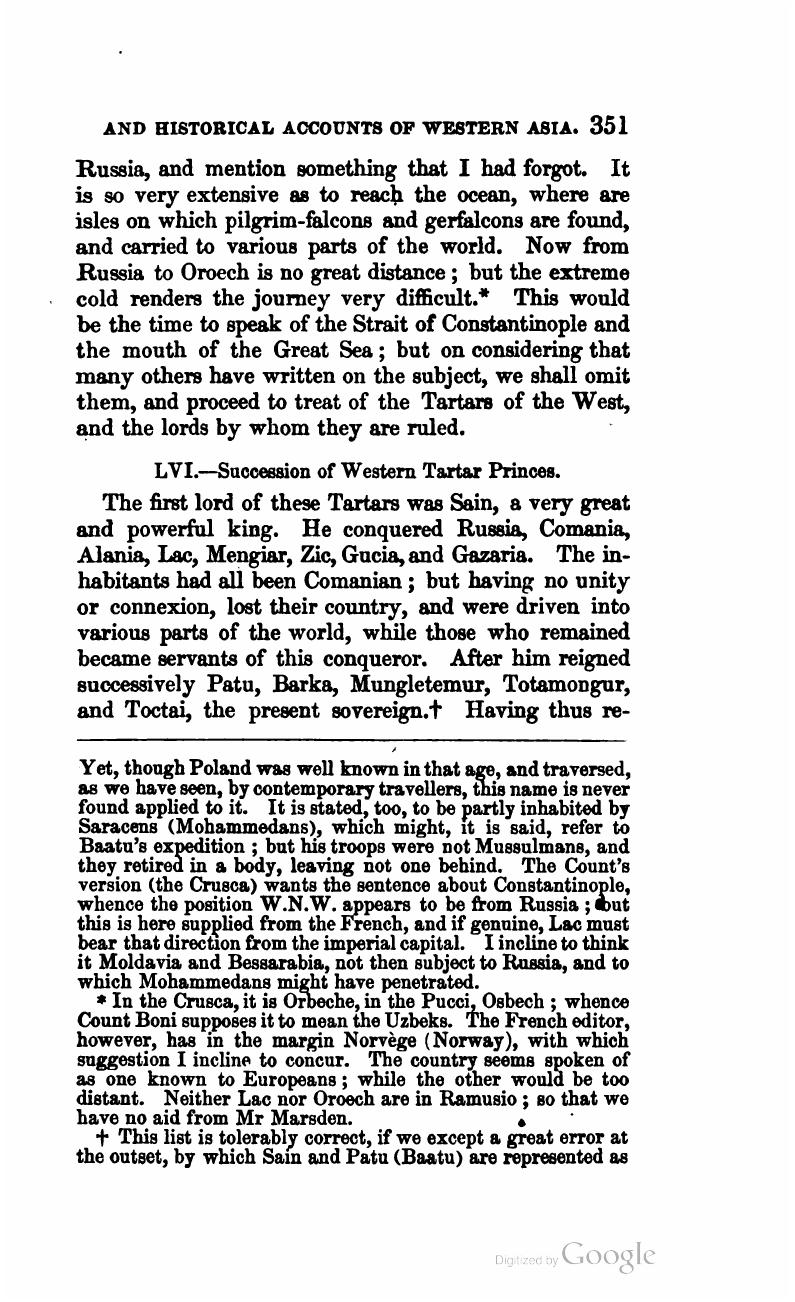 AND HISTORICAL ACCOUNTS OF WESTERN ASIA. 351
Russia, and mention something that I had forgot. It
is so very extensive as to reach the ocean, where are
isles on which pilgrim-falcons and gerfalcons are found,
and carried to various parts of the world. Now from
Russia to Oroech is no great distance; but the extreme
cold renders the journey very difficult.* This would
be the time to speak of the Strait of Constantinople and
the mouth of the Great Sea; but on considering that
many others have written on the subject, we shall omit
them, and proceed to treat of the Tartars of the West,
and the lords by whom they are ruled.
LVI.—Succession of Western Tartar Princes.
The first lord of these Tartars was Sain, a very great
and powerful king. He conquered Russia, Comania,
Alania, Lac, Mengiar, Zic, Gucia, and Gazaria. The in-
habitants had all been Comanian; but having no unity
or connexion, lost their country, and were driven into
various parts of the world, while those who remained
became servants of this conqueror. After him reigned
successively Patu, Barka, Mungletemur, Totamongur,
and Toctai, the present sovereign.† Having thus re-
Yet, though Poland was well known in that age, and traversed,
as we have seen, by contemporary travellers, this name is never
found applied to it. It is stated, too, to be partly inhabited by
Saracens (Mohammedans), which might, it is said, refer to
Baatu's expedition; but his troops were not Mussulmans, and
they retired in a body, leaving not one behind. The Count's
version (the Crusca) wants the sentence about Constantinople,
whence the position W.N.W. appears to be from Russia; but
this is here supplied from the French, and if genuine, Lac must
bear that direction from the imperial capital. I incline to think
it Moldavia and Bessarabia, not then subject to Russia, and to
which Mohammedans might have penetrated.
* In the Crusca, it is Orbeche, in the Pucci, Osbech; whence
Count Boni supposes it to mean the Uzbeks. The French editor,
however, has in the margin Norvège (Norway), with which
suggestion I incline to concur. The country seems spoken of
as one known to Europeans; while the other would be too
distant. Neither Lac nor Oroech are in Ramusio; so that we
have no aid from Mr Marsden.
† This list is tolerably correct, if we except a great error at
the outset, by which Sain and Patu (Baatu) are represented as
Digitized by Google